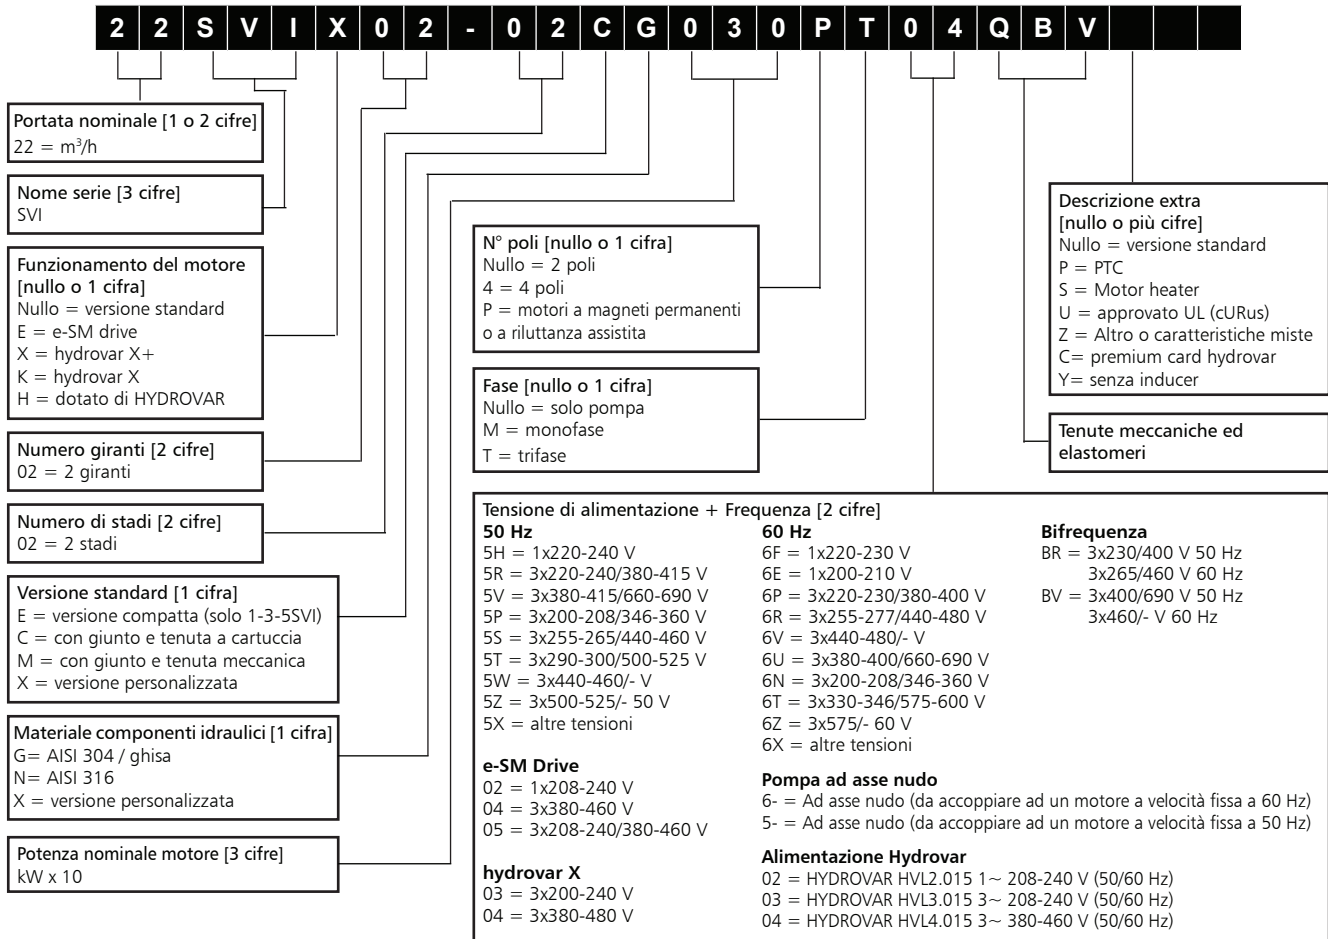 2 2 S V I X 0 2 - 0 2 C G 0 3 0 P T 0 4 Q B V
Portata nominale [1 o 2 cifre]
22 = m³/h
Nome serie [3 cifre]
SVI
Funzionamento del motore
[nullo o 1 cifra]
Nullo = versione standard
E = e-SM drive
X = hydrovar X+
K = hydrovar X
H = dotato di HYDROVAR
Numero giranti [2 cifre]
02 = 2 giranti
Numero di stadi [2 cifre]
02 = 2 stadi
Versione standard [1 cifra]
E = versione compatta (solo 1-3-5SVI)
C = con giunto e tenuta a cartuccia
M = con giunto e tenuta meccanica
X = versione personalizzata
Materiale componenti idraulici [1 cifra]
G= AISI 304 / ghisa
N= AISI 316
X = versione personalizzata
Potenza nominale motore [3 cifre]
kW x 10
N° poli [nullo o 1 cifra]
Nullo = 2 poli
4 = 4 poli
P = motori a magneti permanenti
o a riluttanza assistita
Fase [nullo o 1 cifra]
Nullo = solo pompa
M = monofase
T = trifase
Descrizione extra
[nullo o più cifre]
Nullo = versione standard
P = PTC
S = Motor heater
U = approvato UL (cURus)
Z = Altro o caratteristiche miste
C= premium card hydrovar
Y= senza inducer
Tenute meccaniche ed
elastomeri
Tensione di alimentazione + Frequenza [2 cifre]
50 Hz
5H = 1x220-240 V
5R = 3x220-240/380-415 V
5V = 3x380-415/660-690 V
5P = 3x200-208/346-360 V
5S = 3x255-265/440-460 V
5T = 3x290-300/500-525 V
5W = 3x440-460/- V
5Z = 3x500-525/- 50 V
5X = altre tensioni
e-SM Drive
02 = 1x208-240 V
04 = 3x380-460 V
05 = 3x208-240/380-460 V
hydrovar X
03 = 3x200-240 V
04 = 3x380-480 V
60 Hz
6F = 1x220-230 V
6E = 1x200-210 V
6P = 3x220-230/380-400 V
6R = 3x255-277/440-480 V
6V = 3x440-480/- V
6U = 3x380-400/660-690 V
6N = 3x200-208/346-360 V
6T = 3x330-346/575-600 V
6Z = 3x575/- 60 V
6X = altre tensioni
Pompa ad asse nudo
6- = Ad asse nudo (da accoppiare ad un motore a velocità fissa a 60 Hz)
5- = Ad asse nudo (da accoppiare ad un motore a velocità fissa a 50 Hz)
Alimentazione Hydrovar
02 = HYDROVAR HVL2.015 1~ 208-240 V (50/60 Hz)
03 = HYDROVAR HVL3.015 3~ 208-240 V (50/60 Hz)
04 = HYDROVAR HVL4.015 3~ 380-460 V (50/60 Hz)
Bifrequenza
BR = 3x230/400 V 50 Hz
3x265/460 V 60 Hz
BV = 3x400/690 V 50 Hz
3x460/- V 60 Hz